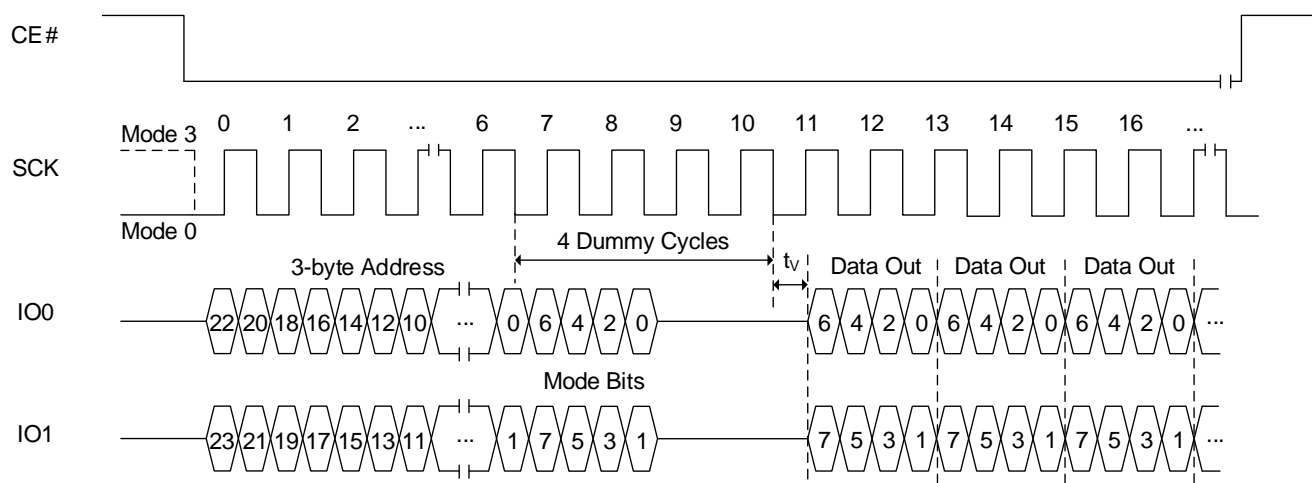 CE#
0 1 2 ... 6 7 8 9 10 11 12 13 14 15 16 ...
Mode 3
SCK
Mode 0
4 Dummy Cycles
3-byte Address
tV
Data Out Data Out Data Out
IO0
22 20 18 16 14 12 10 ... 0 6 4 2 0 6 4 2 0 6 4 2 0 6 4 2 0 ...
Mode Bits
IO1
23 21 19 17 15 13 11 ... 1 7 5 3 1 7 5 3 1 7 5 3 1 7 5 3 1 ...